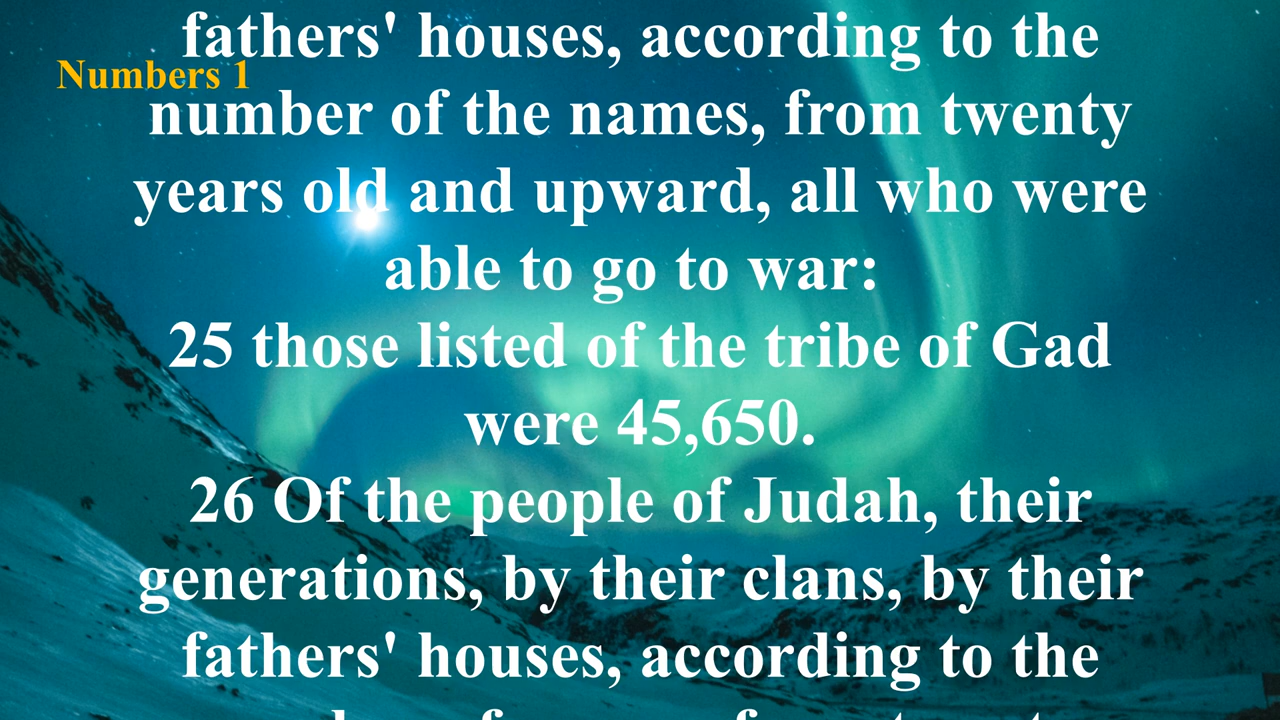 fathers' houses, according to the
Numbers 1
number of the names, from twenty
years old and upward, all who were
able to go to war:
25 those listed of the tribe of Gad
were 45,650.
26 Of the people of Judah, their
generations, by their clans, by their
fathers' houses, according to the